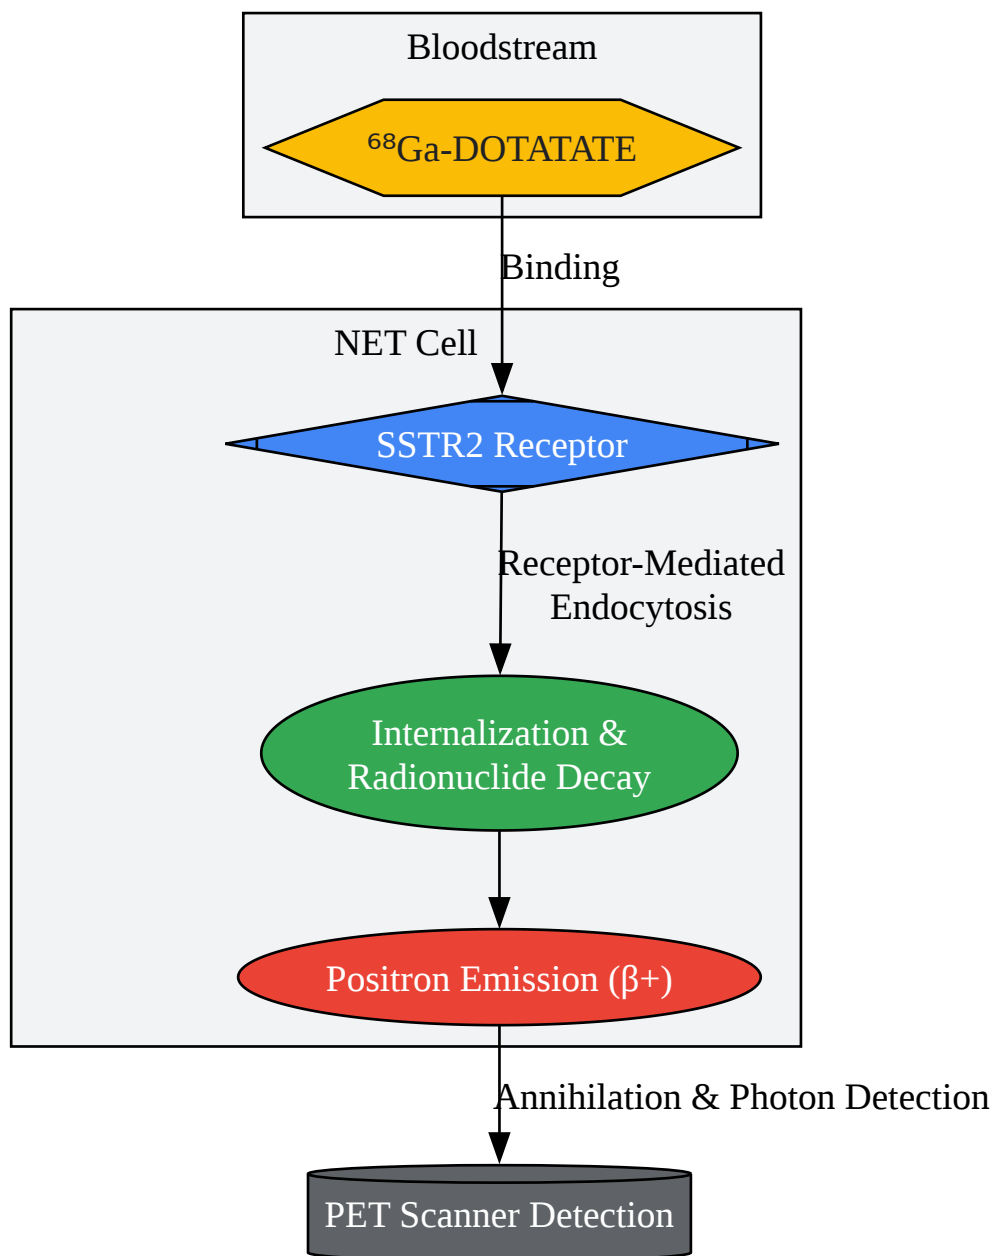 Bloodstream
⁶⁸Ga-DOTATATE
Binding
NET Cell
SSTR2 Receptor
Receptor-Mediated
Endocytosis
Internalization &
Radionuclide Decay
Positron Emission (β+)
Annihilation & Photon Detection
PET Scanner Detection